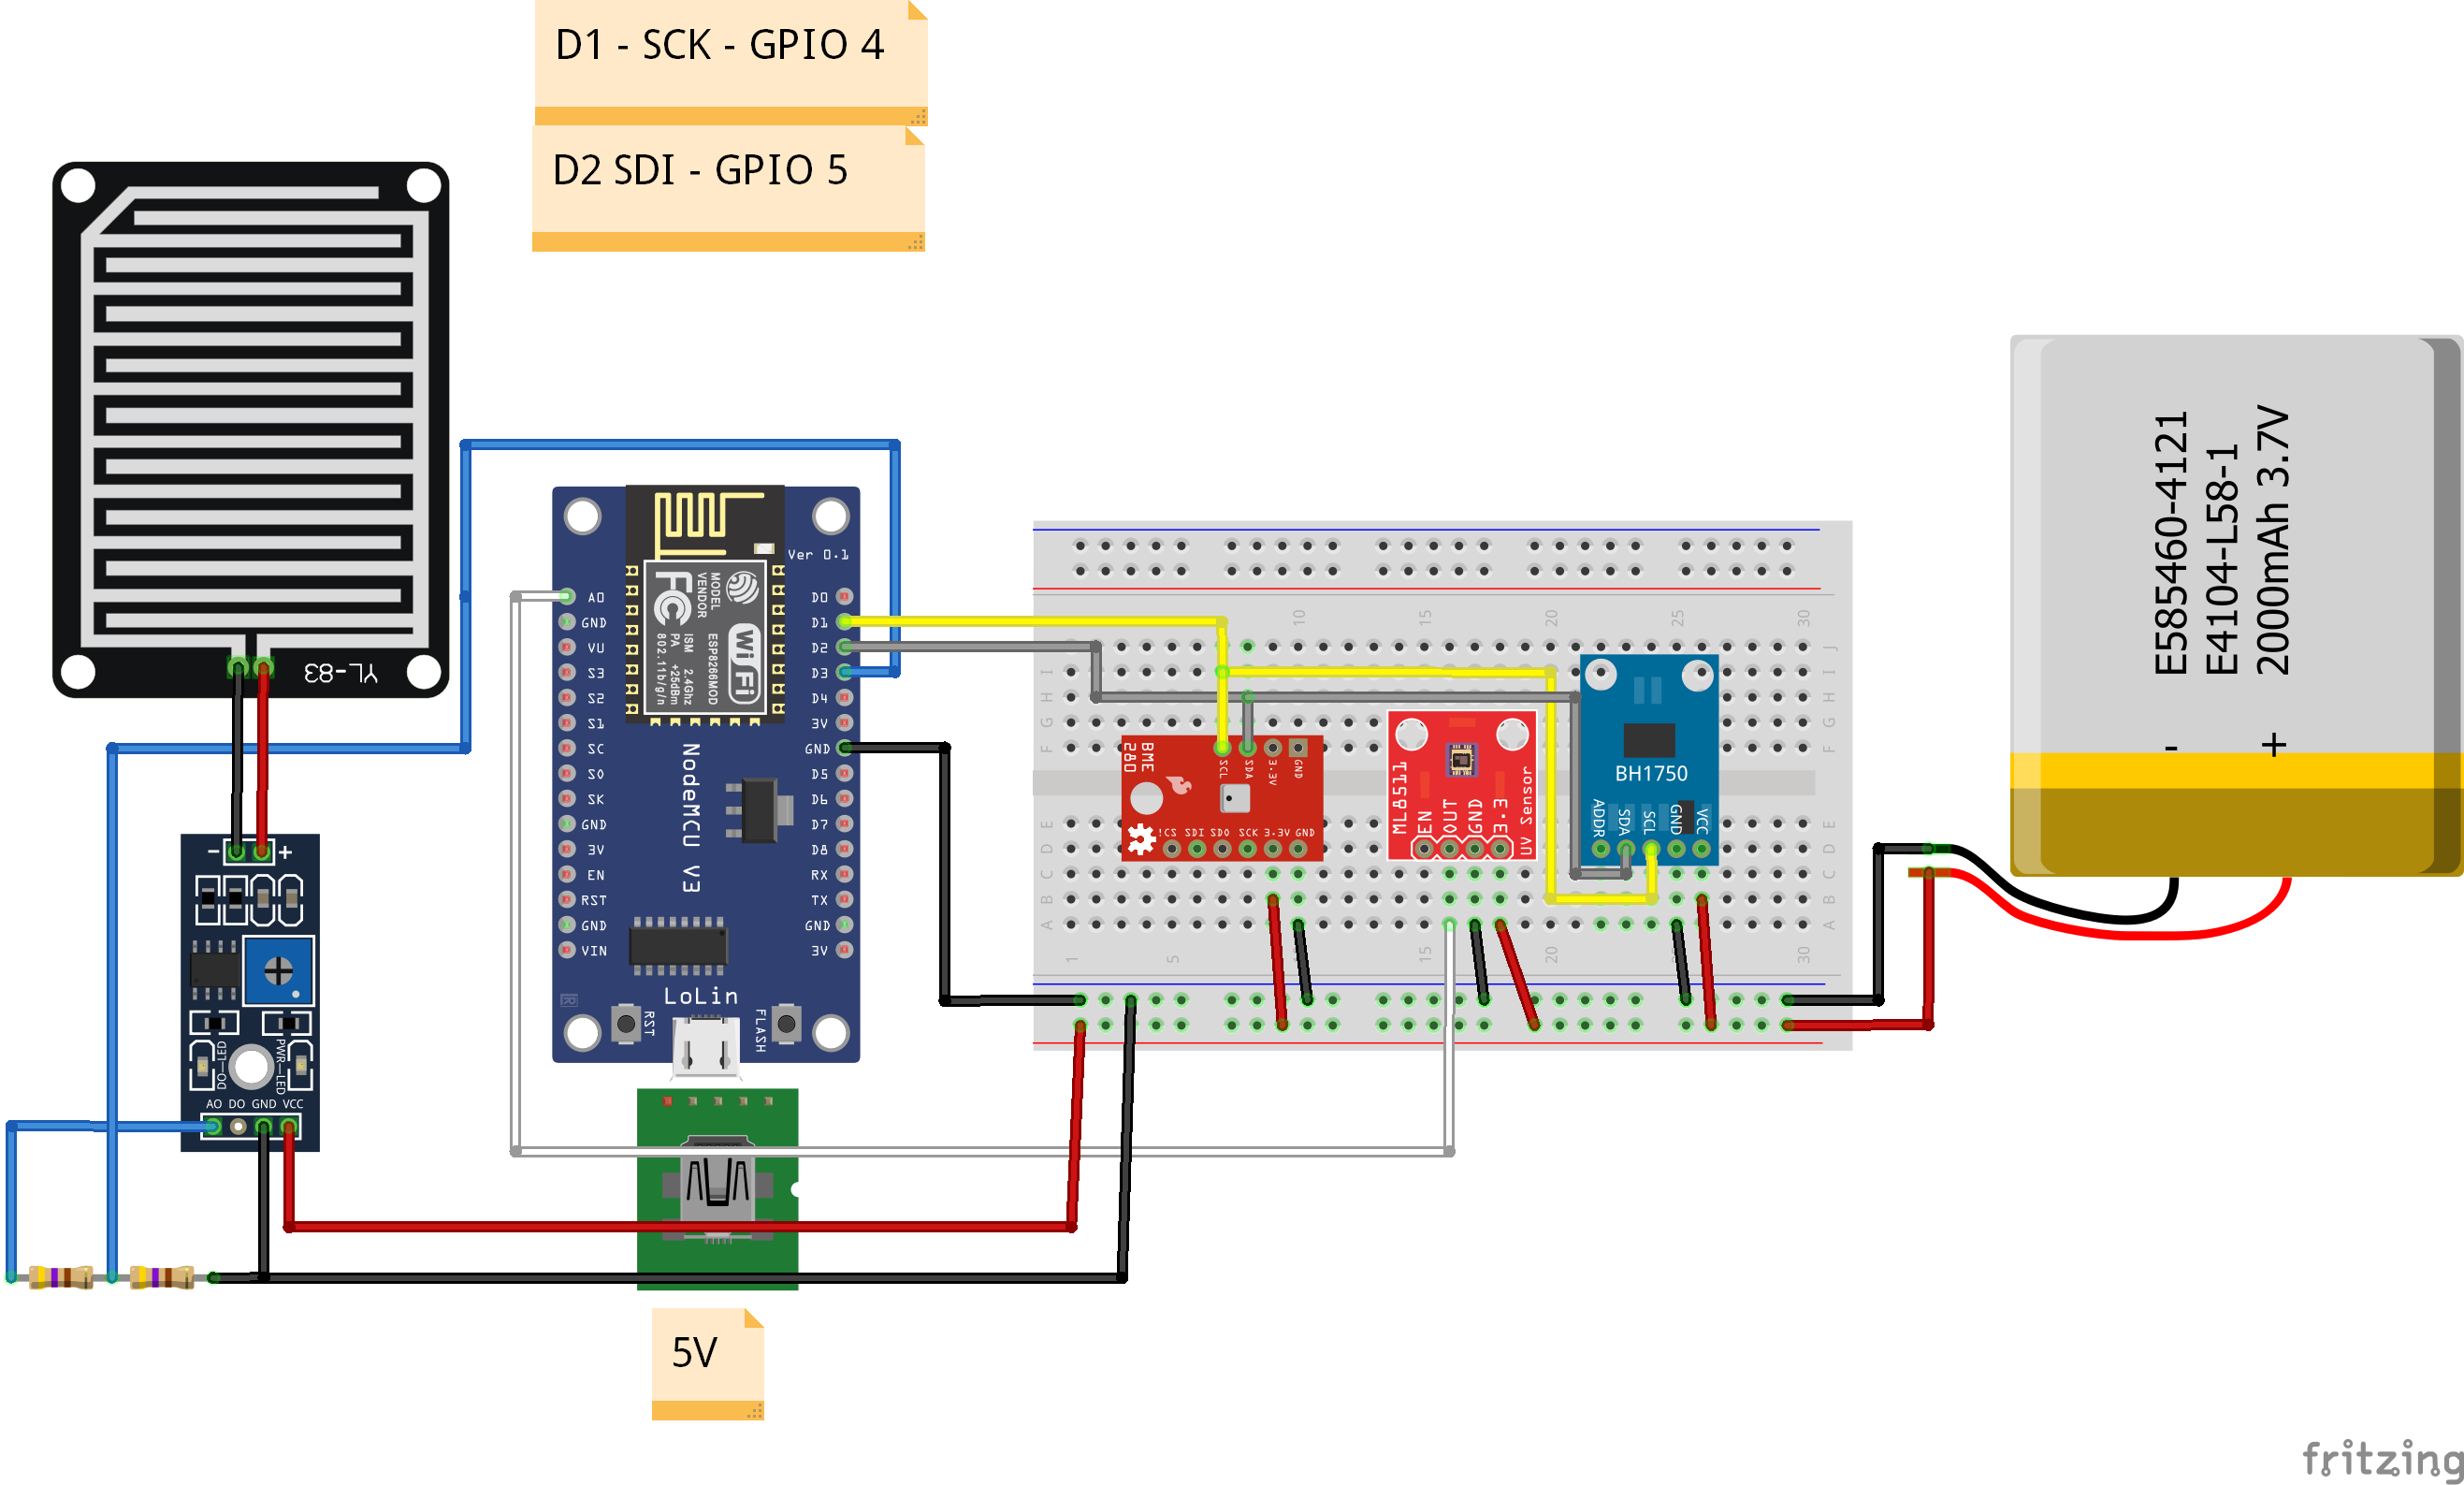 D1 - SCK - GPIO 4
D2 SDI - GPIO 5
YL-83
- +
DO-LED
PWR-LED
AO DO GND VCC
Ver 0.1
MODEL
VENDOR
ESP8266MOD
ISM 2.4GHz
PA +25dBm
802.11b/g/n
FC
WiFi
A0
GND
VU
S3
S2
S1
SC
S0
SK
GND
3V
EN
RST
GND
VIN
D0
D1
D2
D3
D4
3V
GND
D5
D6
D7
D8
RX
TX
GND
3V
NodeMCU V3
LoLin
RST
FLASH
5V
10 15 20 25 30
J
I
H
G
F
E
D
C
B
A
1 5 15 20 30
BME
280
SCL SDA 3.3V GND
!CS SDI SDO SCK 3.3V GND
ML8511
EN OUT GND 3.3
UV Sensor
BH1750
ADDR SDA SCL GND VCC
E585460-4121
E4104-L58-1
2000mAh 3.7V
- +
fritzing